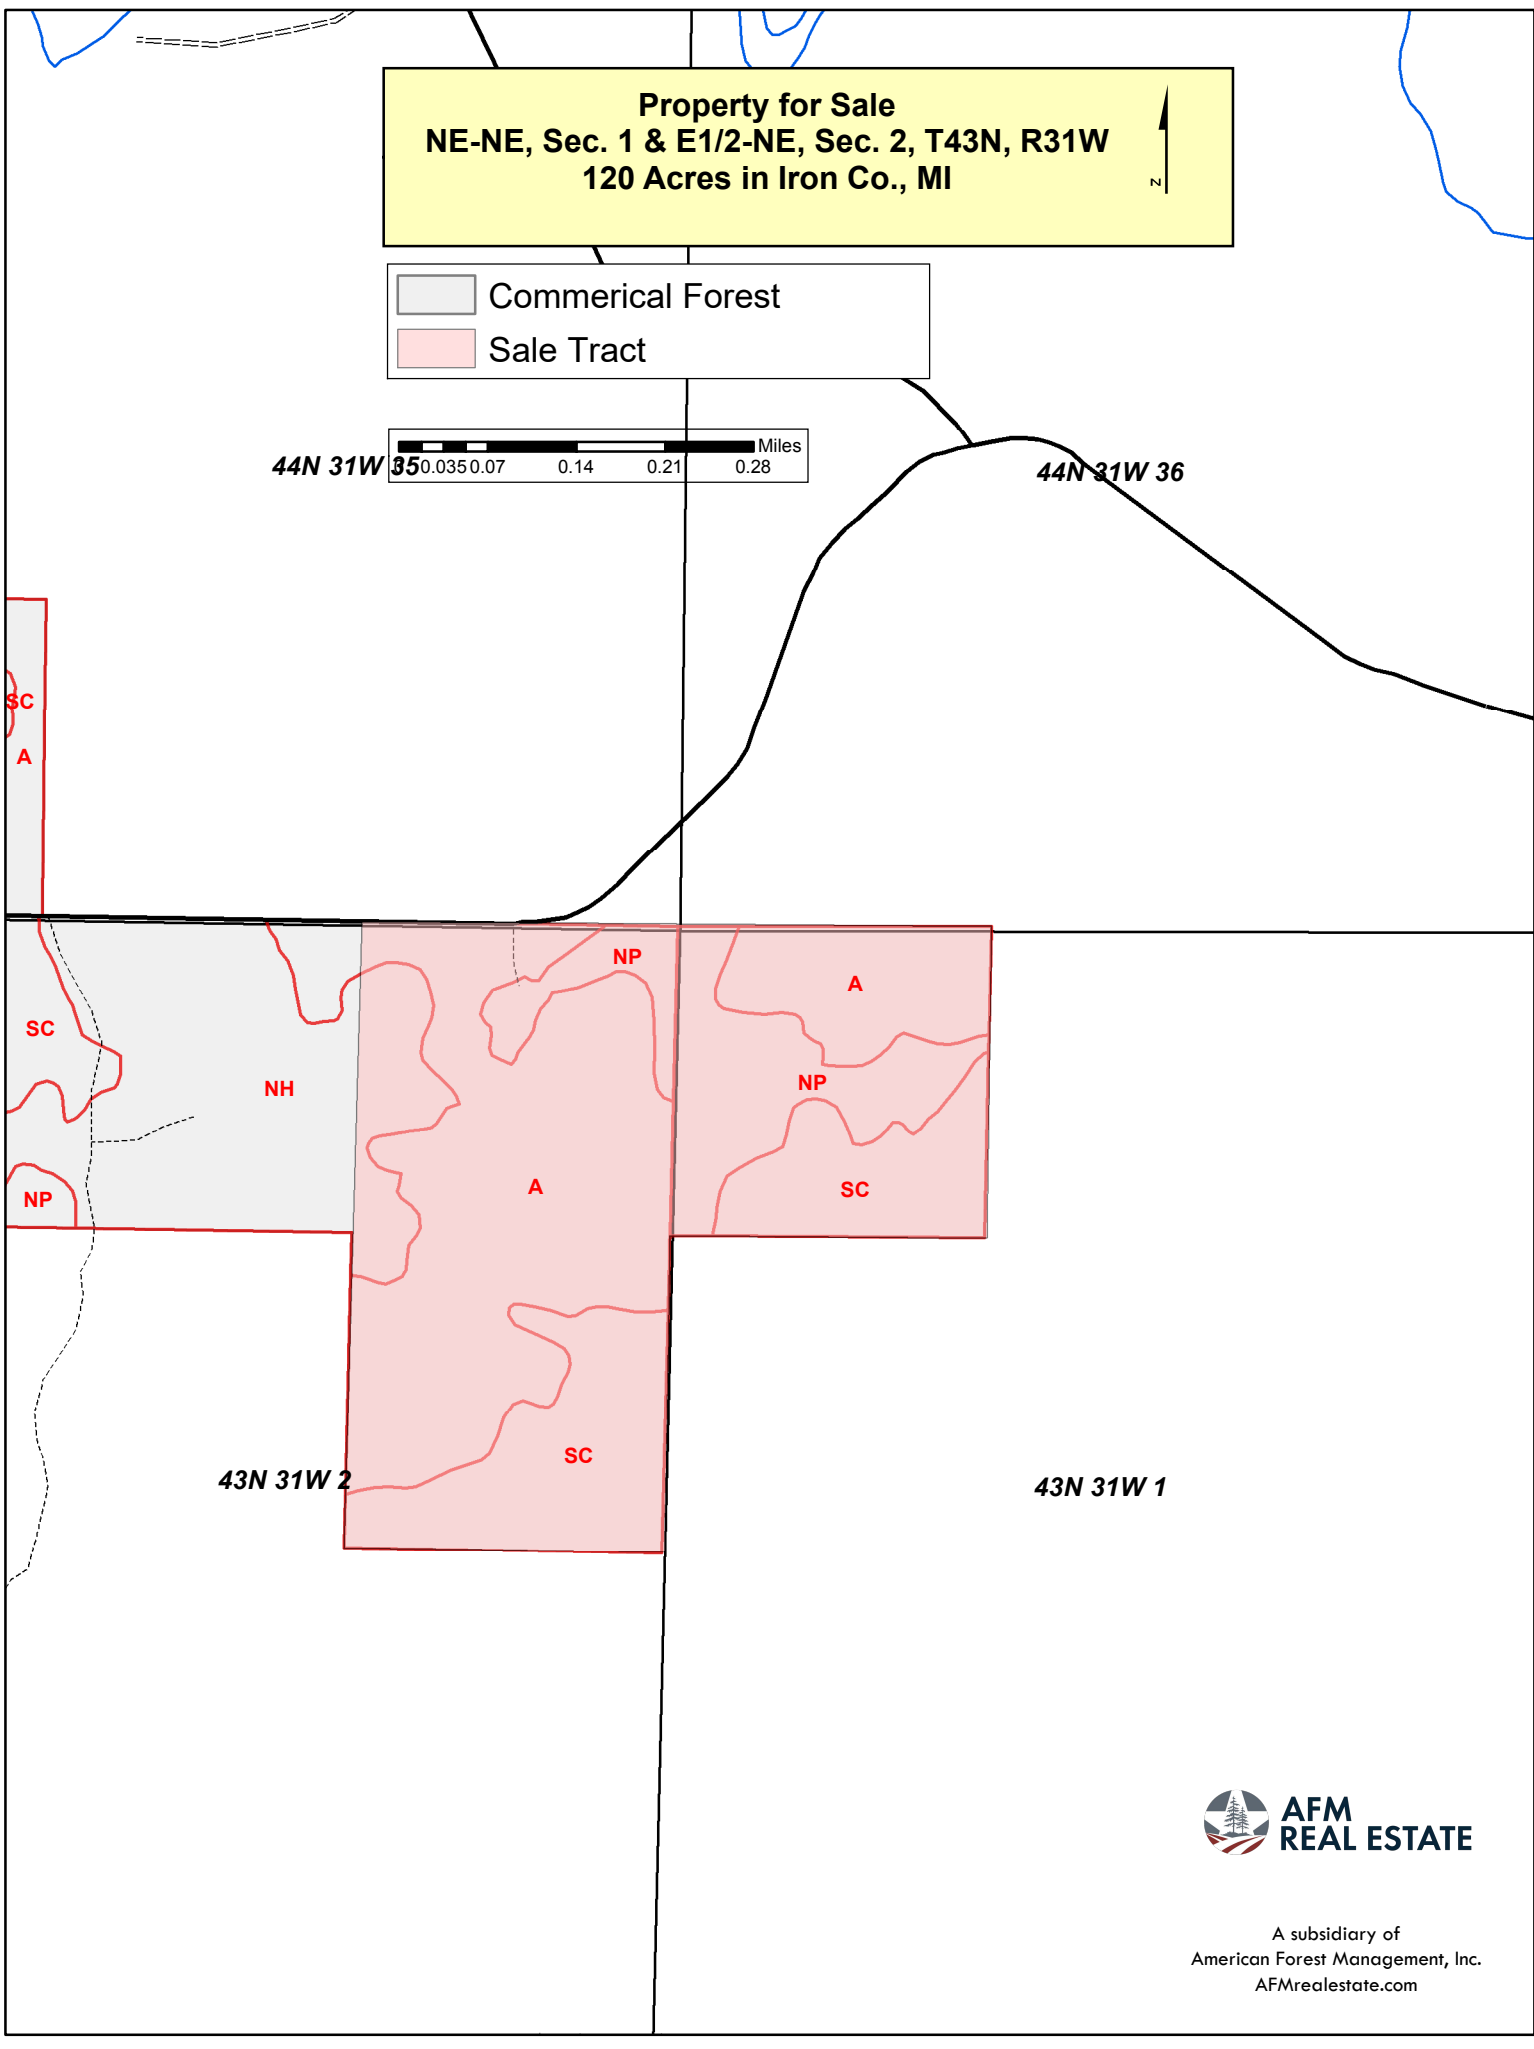 Property for Sale
NE-NE, Sec. 1 & E1/2-NE, Sec. 2, T43N, R31W
120 Acres in Iron Co., MI
z
Commerical Forest
Sale Tract
Miles
0.035 0.07 0.14 0.21 0.28
44N 31W 35
44N 31W 36
SC
A
NP
A
SC
NH
NP
A
SC
NP
SC
43N 31W 2
43N 31W 1
AFM
REAL ESTATE
A subsidiary of
American Forest Management, Inc.
AFMrealestate.com